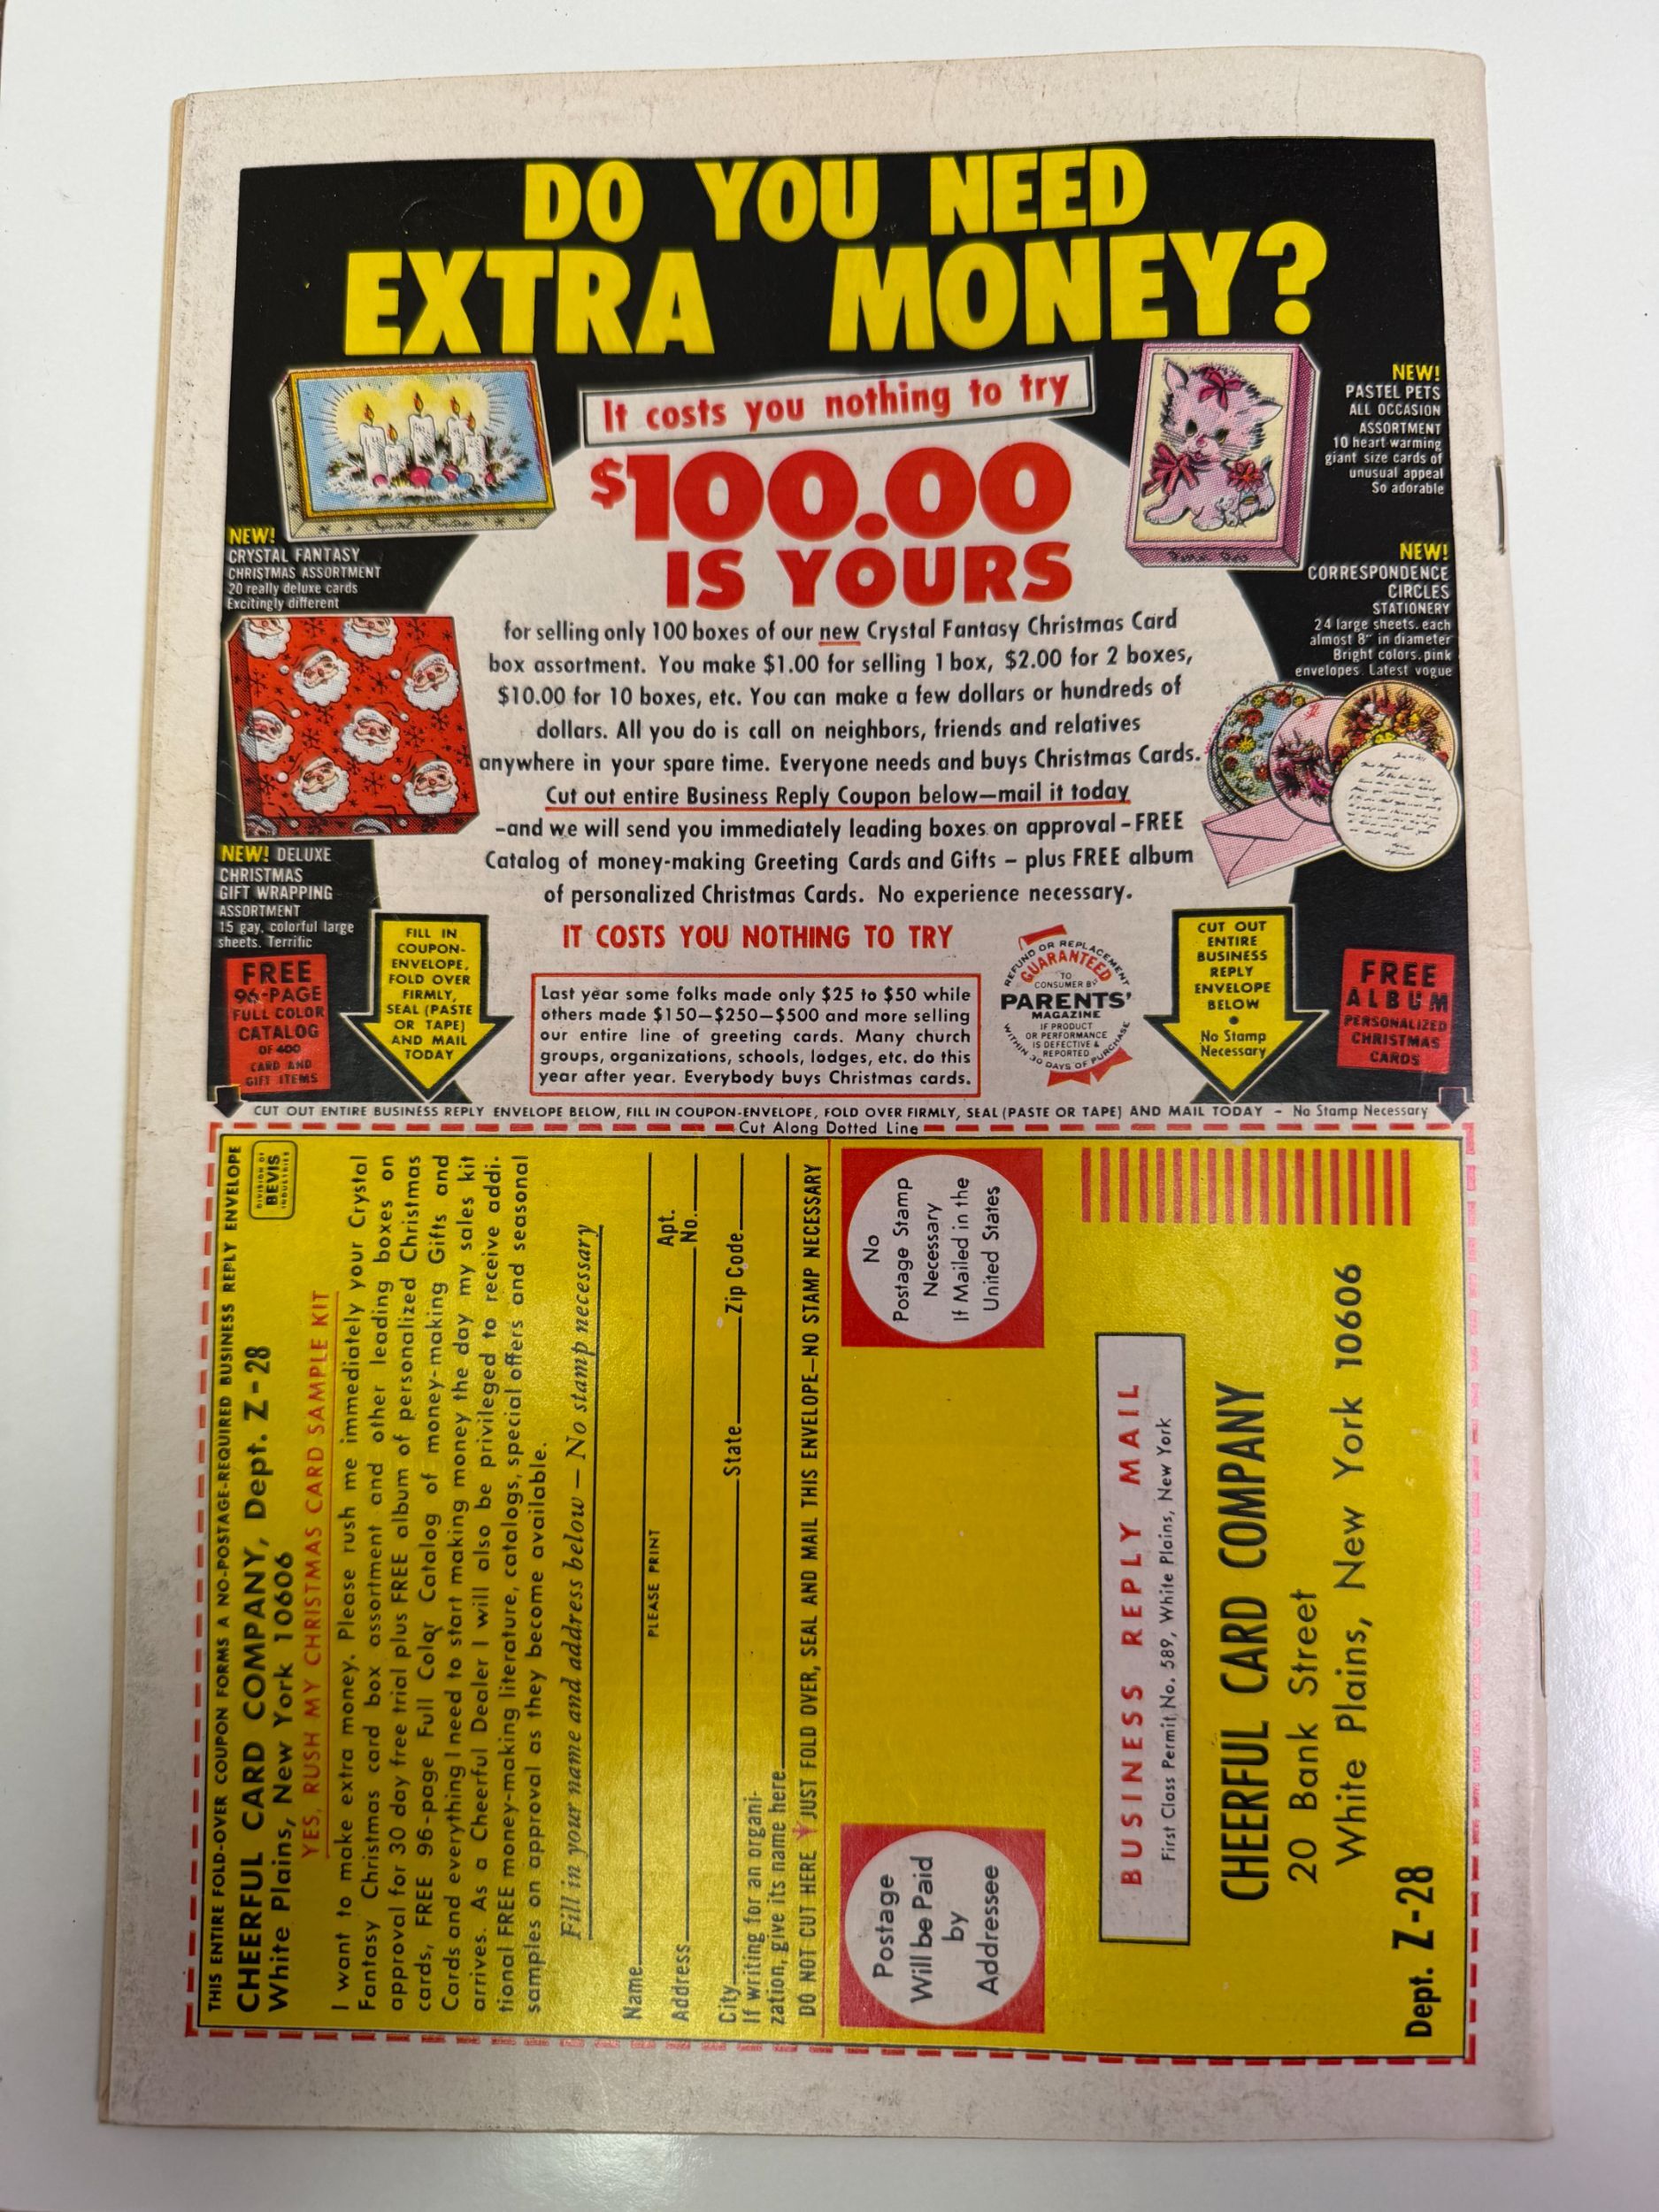 DO YOU NEED
EXTRA MONEY?
It costs you nothing to try
$100.00
IS YOURS
for selling only 100 boxes of our new Crystal Fantasy Christmas Card
box assortment. You make $1.00 for selling 1 box, $2.00 for 2 boxes,
$10.00 for 10 boxes, etc. You can make a few dollars or hundreds of
dollars. All you do is call on neighbors, friends and relatives
anywhere in your spare time. Everyone needs and buys Christmas Cards.
Cut out entire Business Reply Coupon below—mail it today
-and we will send you immediately leading boxes on approval - FREE
Catalog of money-making Greeting Cards and Gifts - plus FREE album
of personalized Christmas Cards. No experience necessary.
IT COSTS YOU NOTHING TO TRY
NEW!
CRYSTAL FANTASY
CHRISTMAS ASSORTMENT
20 really deluxe cards
Excitingly different
NEW! DELUXE
CHRISTMAS
GIFT WRAPPING
ASSORTMENT
15 gay, colorful large
sheets. Terrific
NEW!
PASTEL PETS
ALL OCCASION
ASSORTMENT
10 heart warming
giant size cards of
unusual appeal
So adorable
NEW!
CORRESPONDENCE
CIRCLES
STATIONERY
24 large sheets, each
almost 8" in diameter
Bright colors, pink
envelopes. Latest vogue
FREE
96-PAGE
FULL COLOR
CATALOG
OF 400
CARD AND
GIFT ITEMS
FILL IN
COUPON-
ENVELOPE,
FOLD OVER
FIRMLY,
SEAL (PASTE
OR TAPE)
AND MAIL
TODAY
Last year some folks made only $25 to $50 while
others made $150—$250—$500 and more selling
our entire line of greeting cards. Many church
groups, organizations, schools, lodges, etc. do this
year after year. Everybody buys Christmas cards.
REFUND OR REPLACEMENT
GUARANTEED
TO
CONSUMER BY
PARENTS'
MAGAZINE
IF PRODUCT
OR PERFORMANCE
IS DEFECTIVE &
REPORTED
WITHIN 30 DAYS OF PURCHASE
CUT OUT
ENTIRE
BUSINESS
REPLY
ENVELOPE
BELOW
•
No Stamp
Necessary
FREE
ALBUM
PERSONALIZED
CHRISTMAS
CARDS
CUT OUT ENTIRE BUSINESS REPLY ENVELOPE BELOW, FILL IN COUPON-ENVELOPE, FOLD OVER FIRMLY, SEAL (PASTE OR TAPE) AND MAIL TODAY - No Stamp Necessary
Cut Along Dotted Line
THIS ENTIRE FOLD-OVER COUPON FORMS A NO-POSTAGE-REQUIRED BUSINESS REPLY ENVELOPE
CHEERFUL CARD COMPANY, Dept. Z-28
White Plains, New York 10606
DIVISION OF
BEVIS
INDUSTRIES
YES, RUSH MY CHRISTMAS CARD SAMPLE KIT
I want to make extra money. Please rush me immediately your Crystal
Fantasy Christmas card box assortment and other leading boxes on
approval for 30 day free trial plus FREE album of personalized Christmas
cards, FREE 96-page Full Color Catalog of money-making Gifts and
Cards and everything I need to start making money the day my sales kit
arrives. As a Cheerful Dealer I will also be privileged to receive addi-
tional FREE money-making literature, catalogs, special offers and seasonal
samples on approval as they become available.
Fill in your name and address below — No stamp necessary
Name
PLEASE PRINT
Address Apt. No.
City State Zip Code
If writing for an organi-
zation, give its name here
DO NOT CUT HERE JUST FOLD OVER, SEAL AND MAIL THIS ENVELOPE—NO STAMP NECESSARY
Postage
Will be Paid
by
Addressee
No
Postage Stamp
Necessary
If Mailed in the
United States
BUSINESS REPLY MAIL
First Class Permit No. 589, White Plains, New York
CHEERFUL CARD COMPANY
20 Bank Street
White Plains, New York 10606
Dept. Z-28